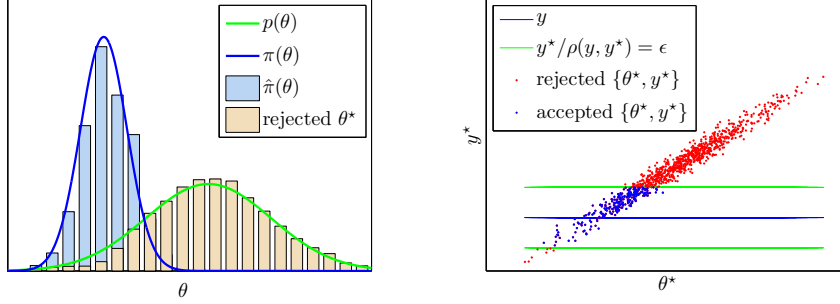 p(θ)
π(θ)
π̂(θ)
rejected θ⋆
θ
y
y⋆/ρ(y, y⋆) = ϵ
rejected {θ⋆, y⋆}
accepted {θ⋆, y⋆}
y⋆
θ⋆